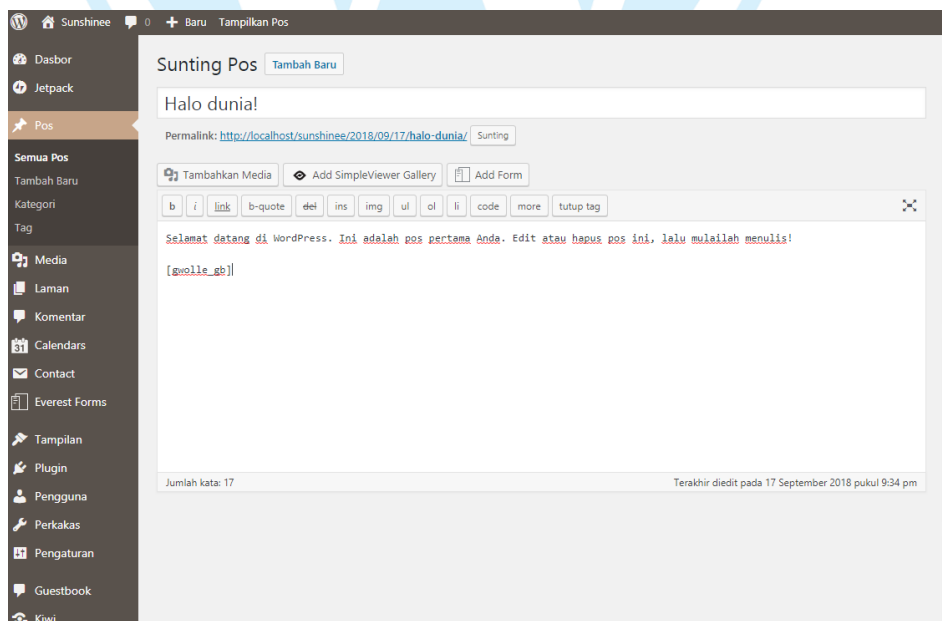 Sunshinee 0 + Baru Tampilkan Pos
Dasbor
Jetpack
Pos
Semua Pos
Tambah Baru
Kategori
Tag
Media
Laman
Komentar
31 Calendars
Contact
Everest Forms
Tampilan
Plugin
Pengguna
Perkakas
Pengaturan
Guestbook
Kiwi
Sunting Pos Tambah Baru
Halo dunia!
Permalink: http://localhost/sunshinee/2018/09/17/halo-dunia/ Sunting
Tambahkan Media Add SimpleViewer Gallery Add Form
b i link b-quote del ins img ul ol li code more tutup tag
Selamat datang di WordPress. Ini adalah pos pertama Anda. Edit atau hapus pos ini, lalu mulailah menulis!
[gwolle_gb]
Jumlah kata: 17 Terakhir diedit pada 17 September 2018 pukul 9:34 pm